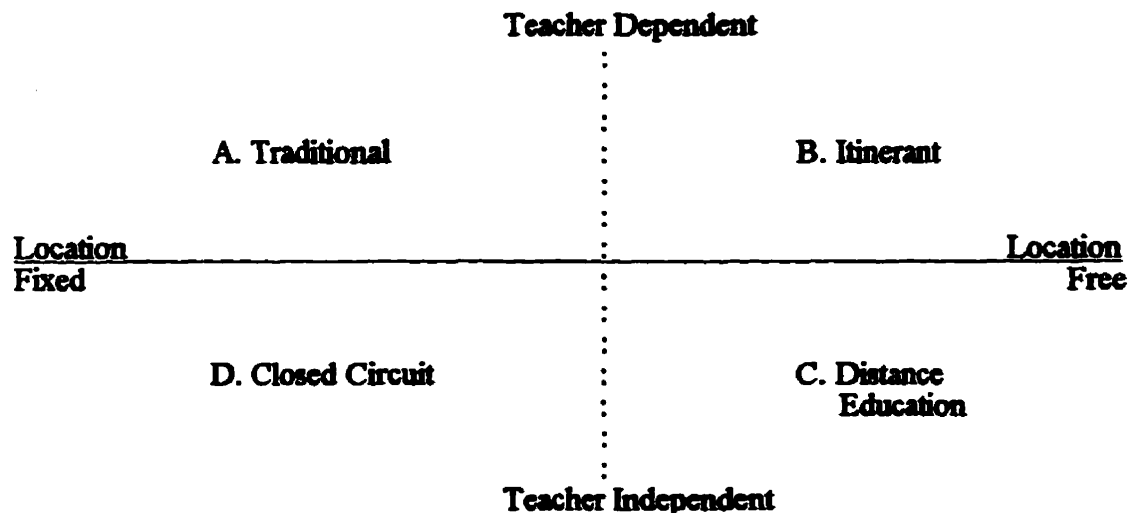 Teacher Dependent
A. Traditional B. Itinerant
Location Location
Fixed Free
D. Closed Circuit C. Distance
Education
Teacher Independent